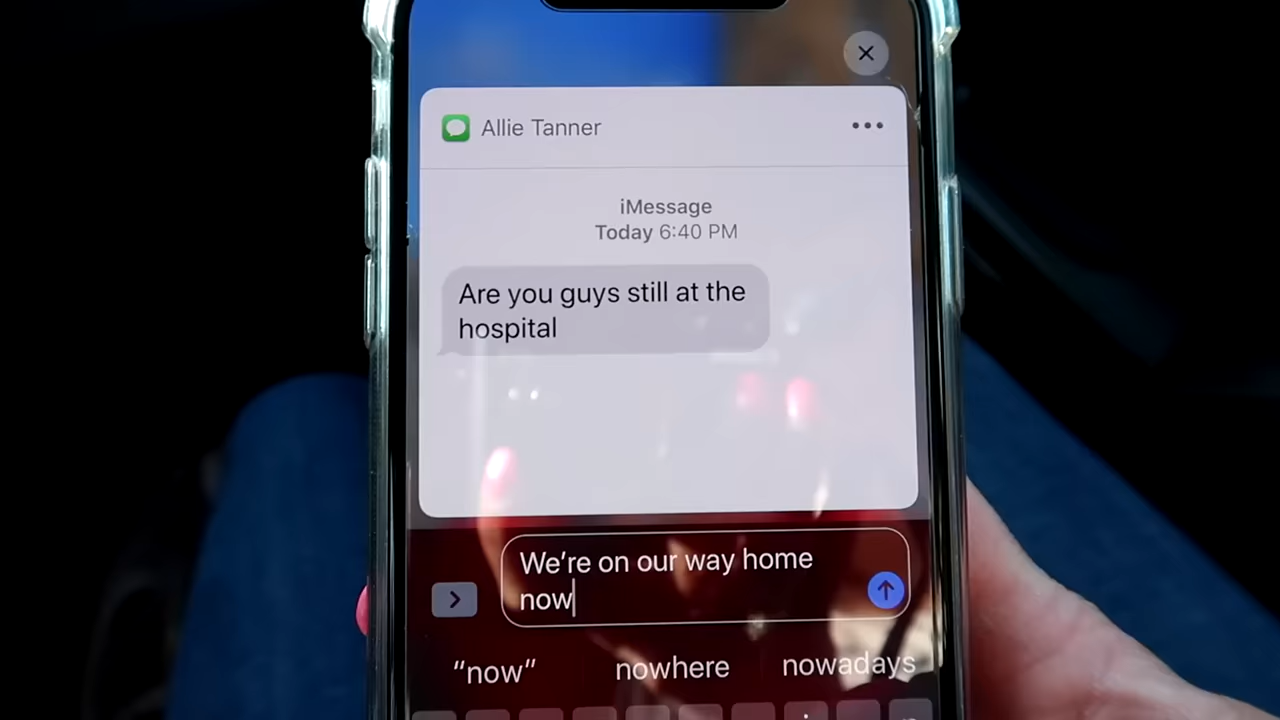 Allie Tanner
iMessage
Today 6:40 PM
Are you guys still at the
hospital
We’re on our way home
now
“now” nowhere nowadays